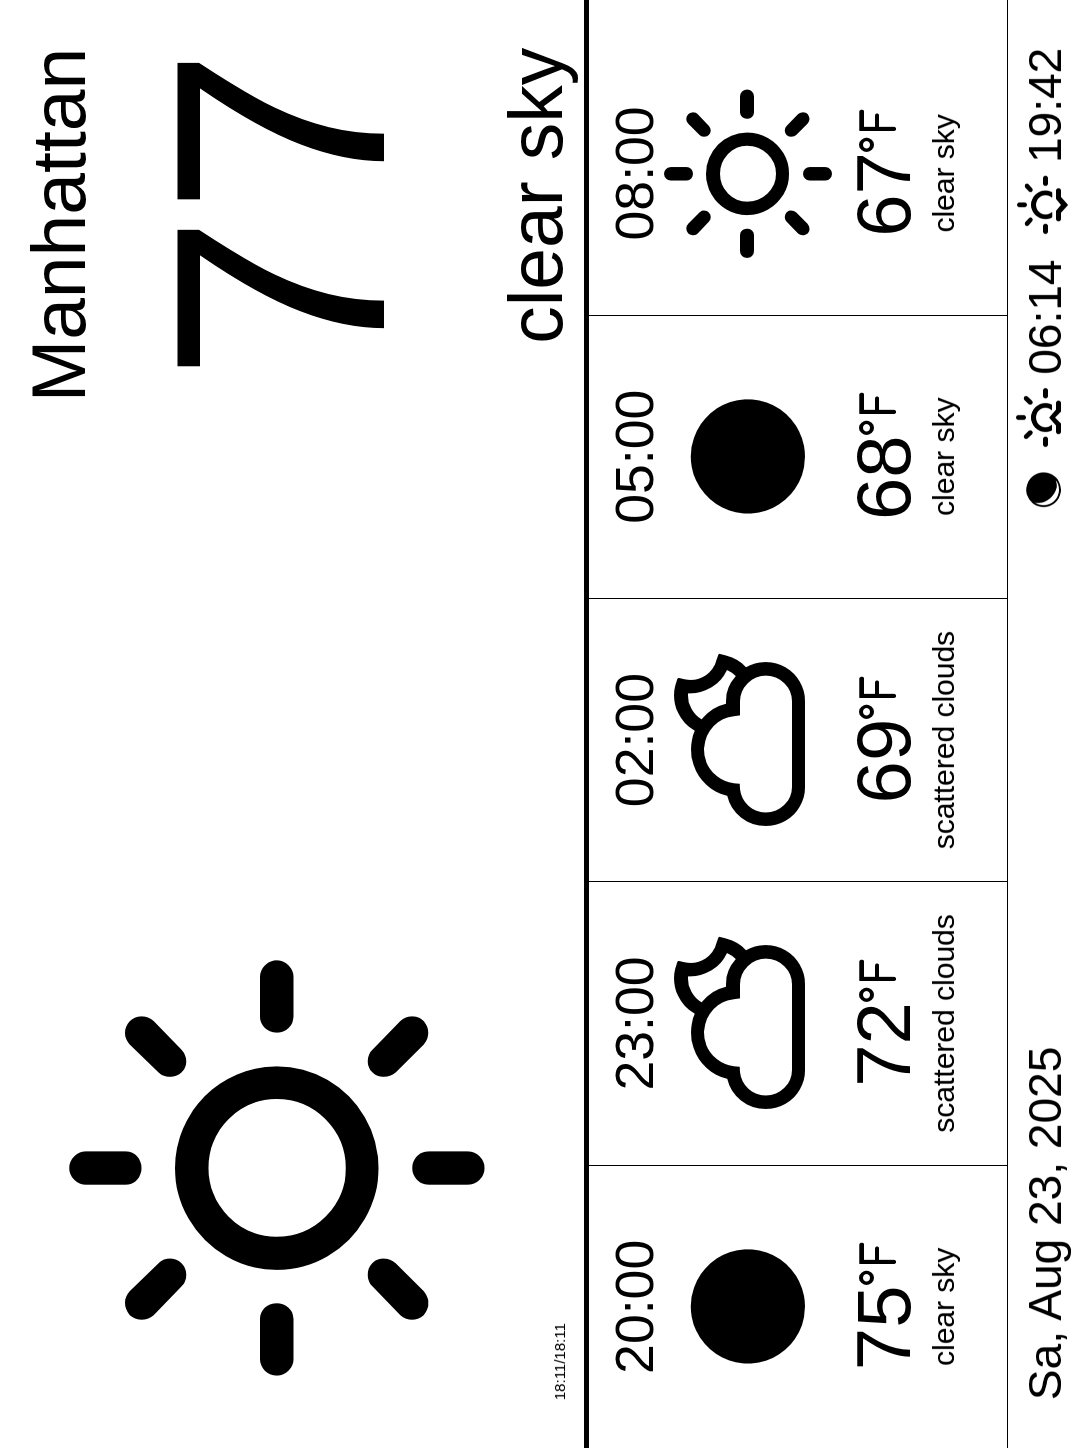 Manhattan
77
clear sky
18:11/18:11
20:00
75°F
clear sky
23:00
72°F
scattered clouds
02:00
69°F
scattered clouds
05:00
68°F
clear sky
08:00
67°F
clear sky
Sa, Aug 23, 2025
06:14
19:42